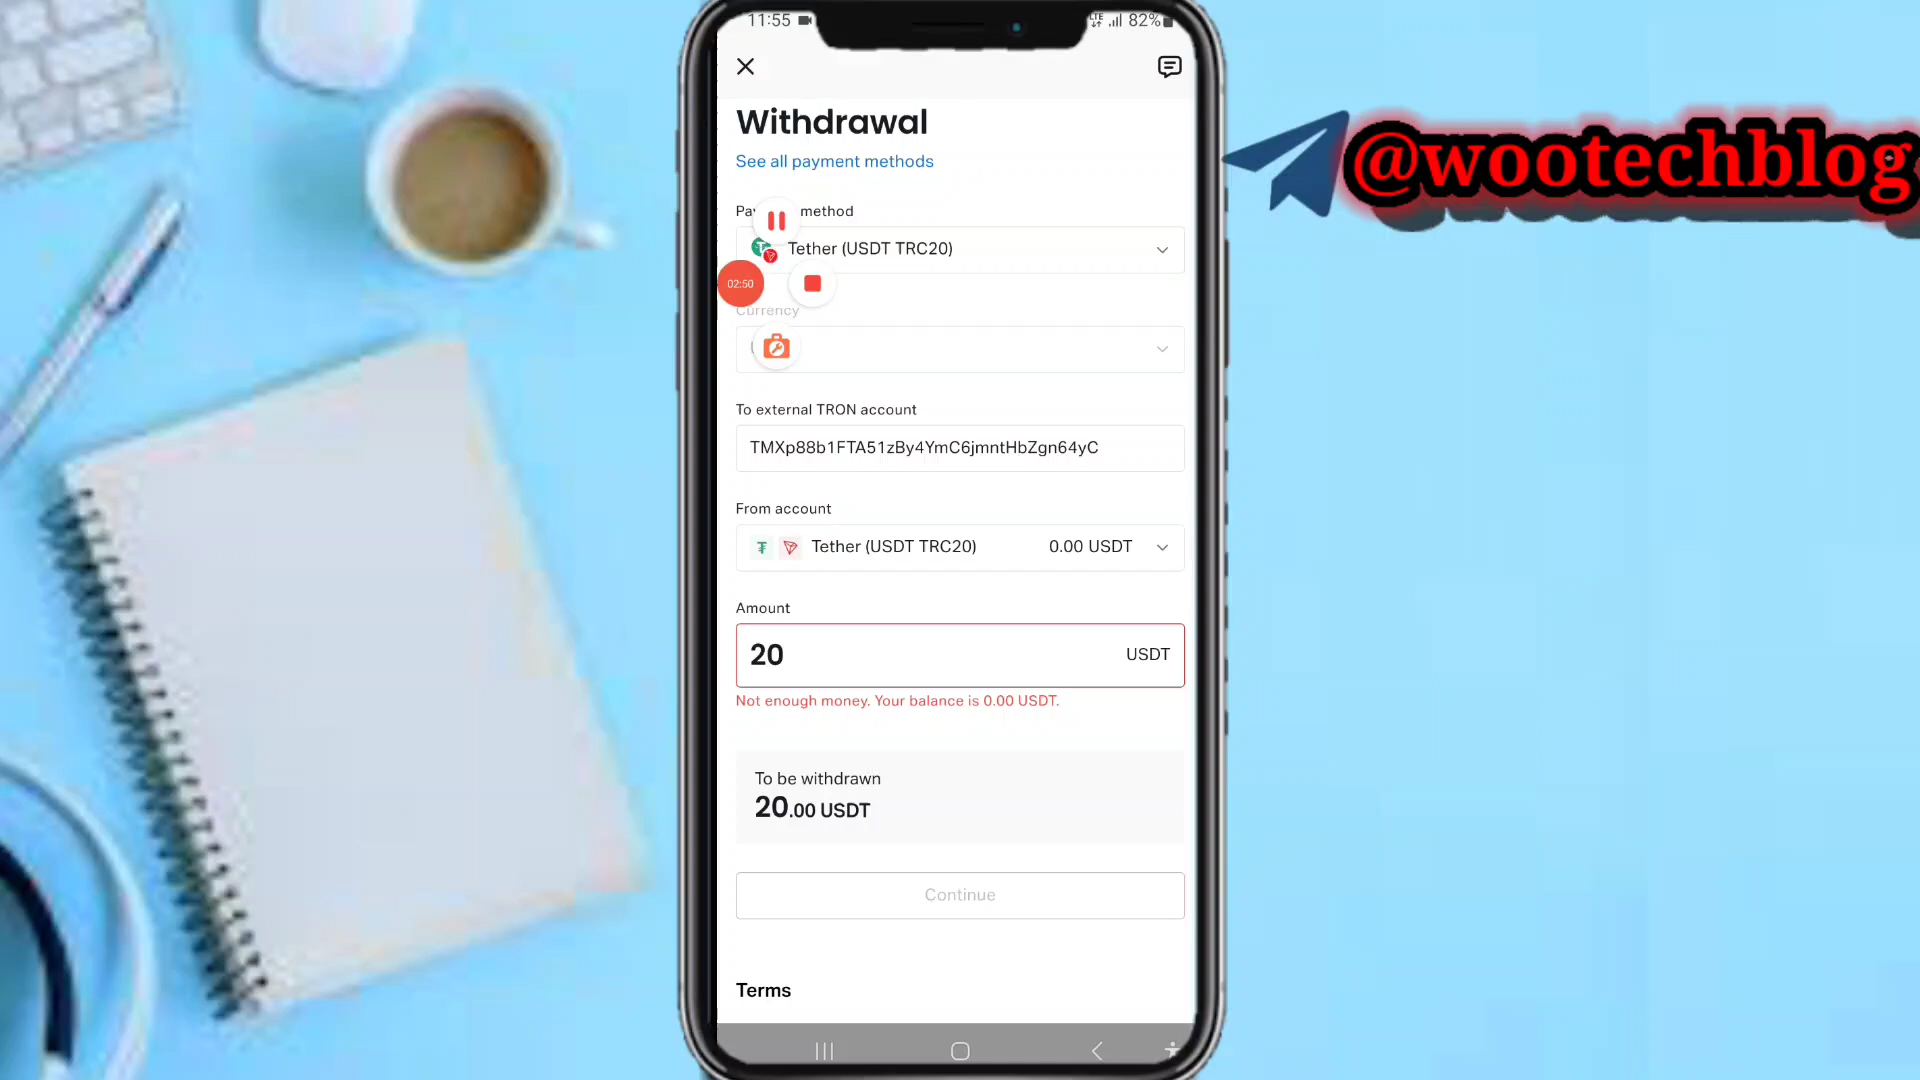 11:55
LTE
82%
Withdrawal
See all payment methods
method
Tether (USDT TRC20)
02:50
Currency
To external TRON account
TMXp88b1FTA51zBy4YmC6jmntHbZgn64yC
From account
Tether (USDT TRC20) 0.00 USDT
Amount
20 USDT
Not enough money. Your balance is 0.00 USDT.
To be withdrawn
20.00 USDT
Continue
Terms
@wootechblog